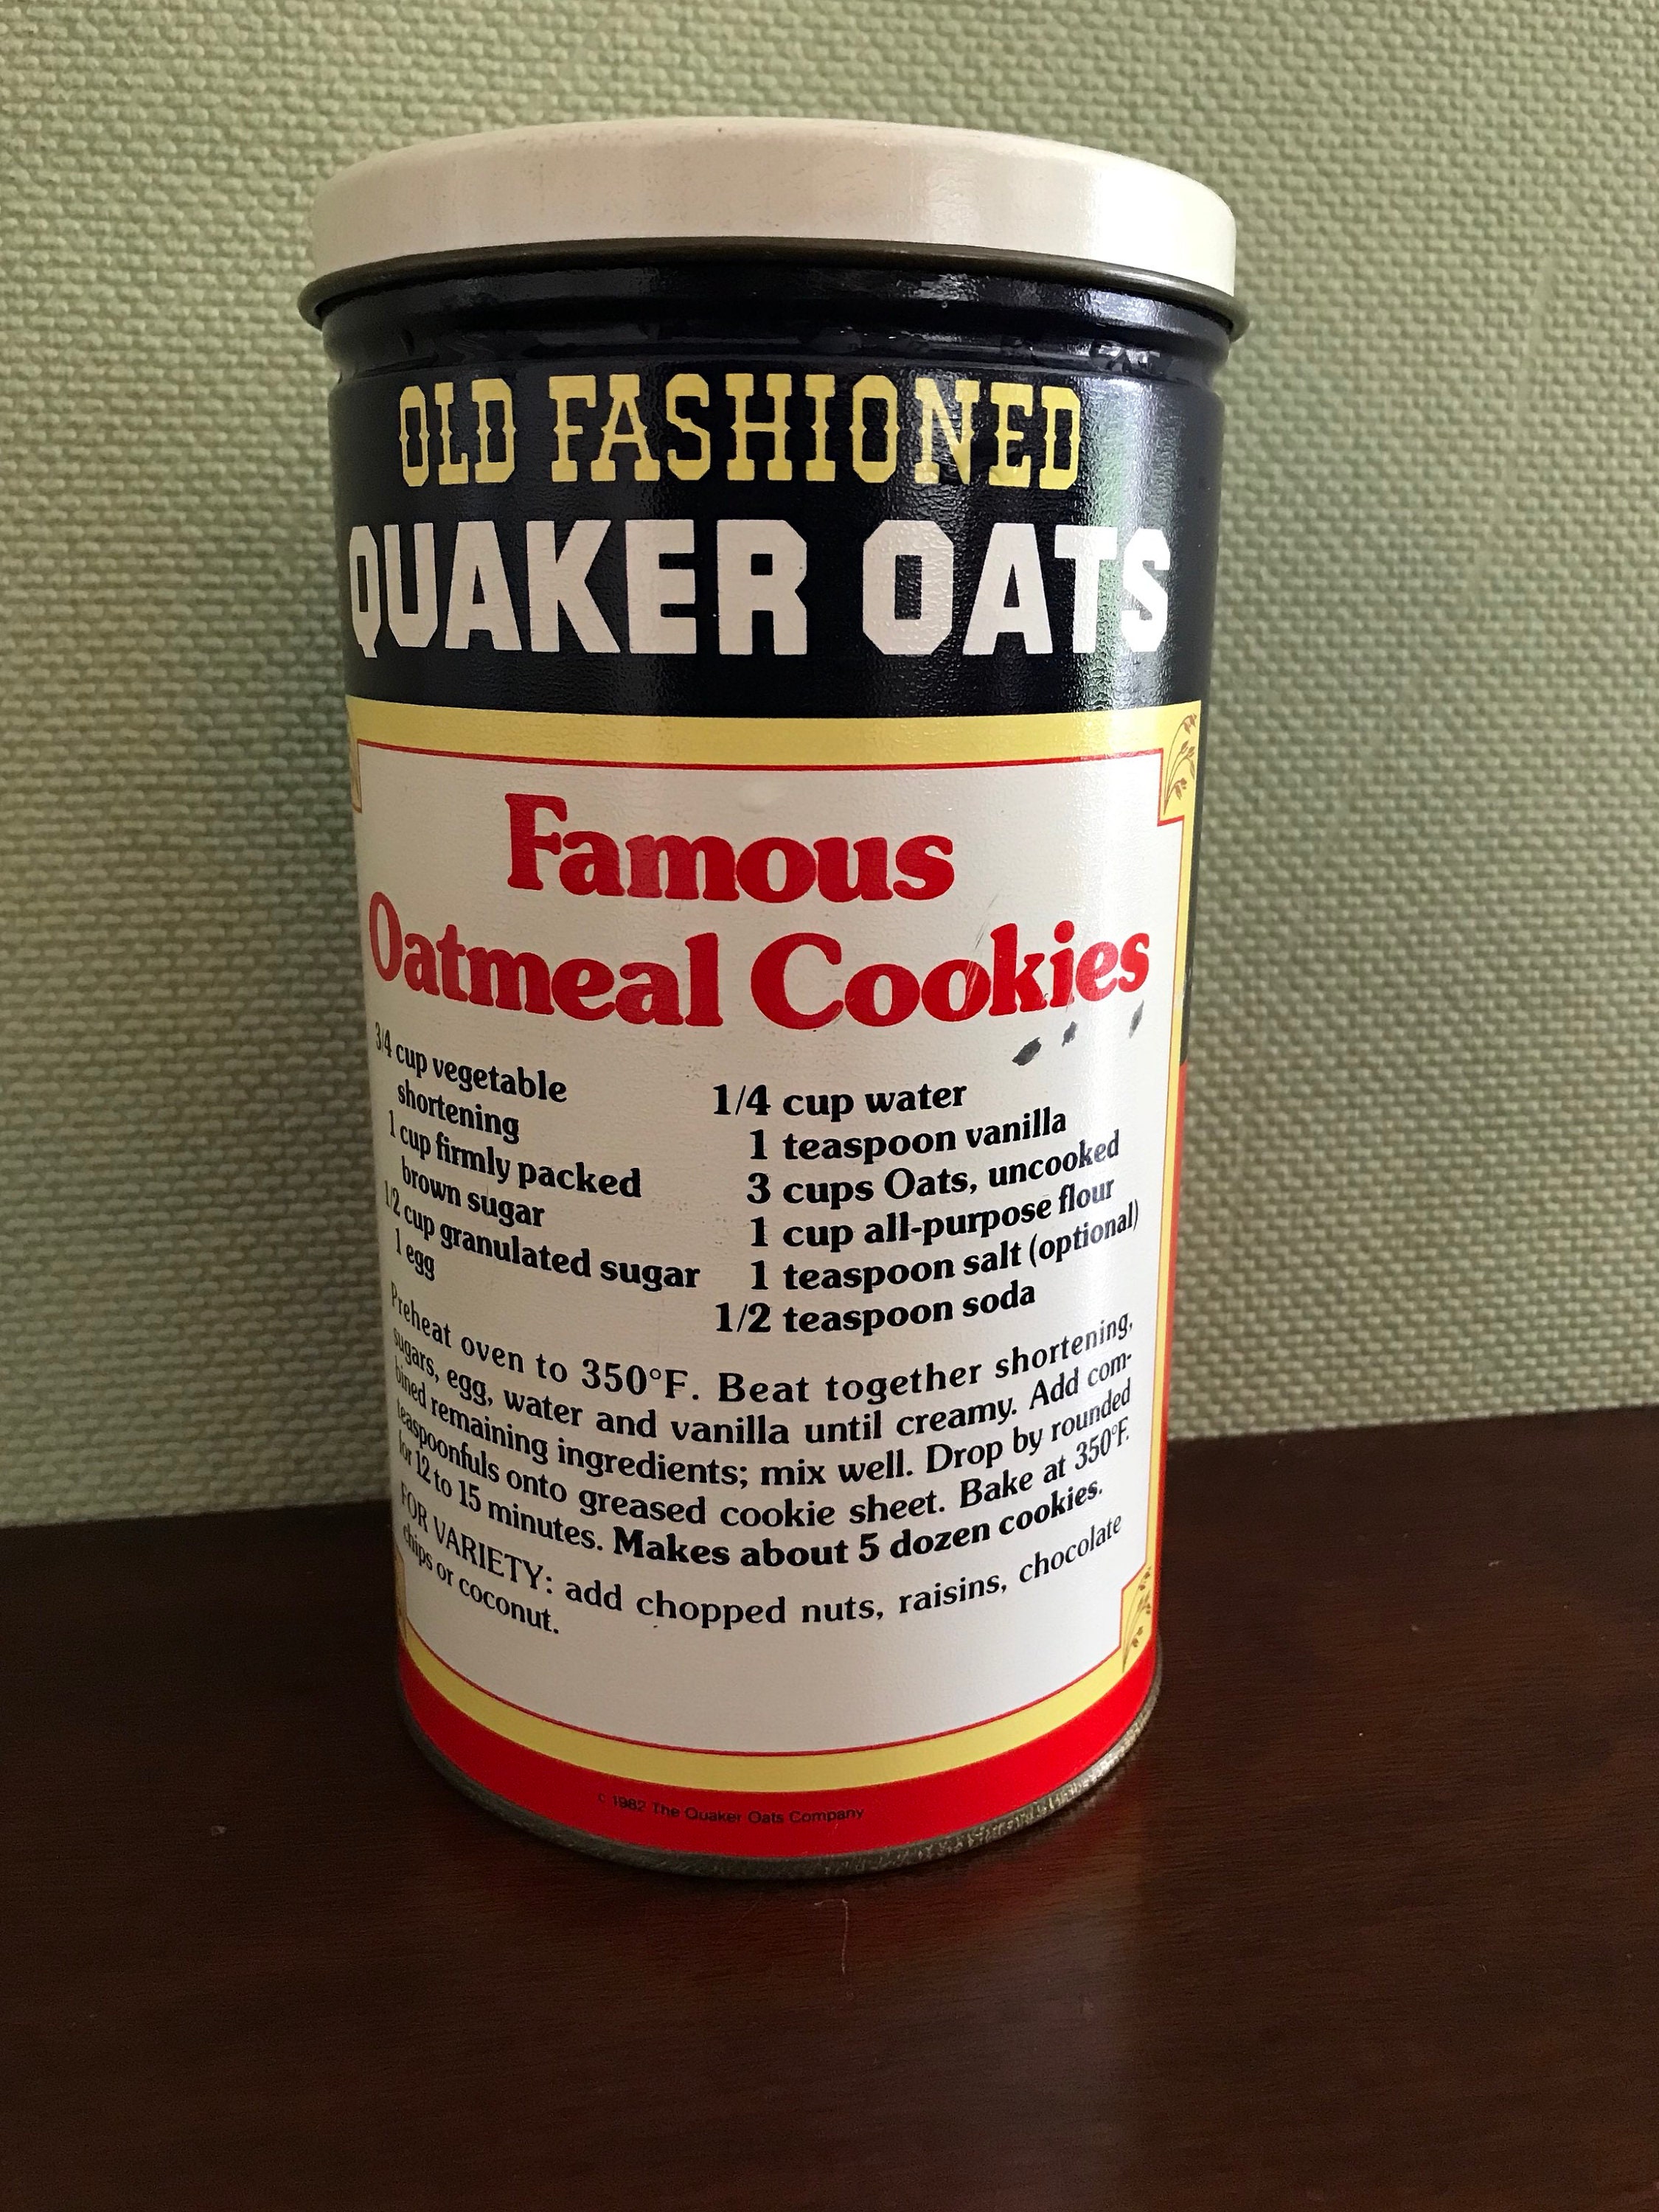 OLD FASHIONED
QUAKER OATS
Famous
Oatmeal Cookies
3/4 cup vegetable
shortening
1 cup firmly packed
brown sugar
1/2 cup granulated sugar
1 egg
1/4 cup water
1 teaspoon vanilla
3 cups Oats, uncooked
1 cup all-purpose flour
1 teaspoon salt (optional)
1/2 teaspoon soda
Preheat oven to 350°F. Beat together shortening,
sugars, egg, water and vanilla until creamy. Add com-
bined remaining ingredients; mix well. Drop by rounded
teaspoonfuls onto greased cookie sheet. Bake at 350°F.
for 12 to 15 minutes. Makes about 5 dozen cookies.
FOR VARIETY: add chopped nuts, raisins, chocolate
chips or coconut.
© 1982 The Quaker Oats Company